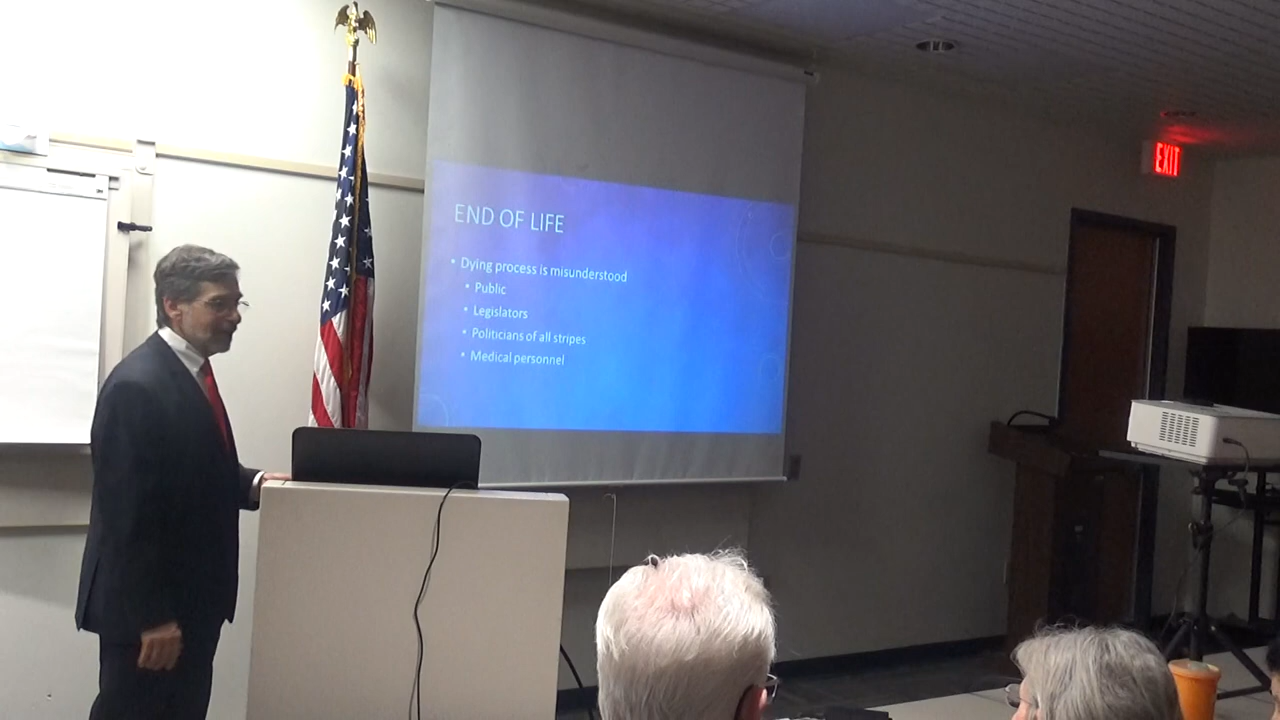 END OF LIFE
• Dying process is misunderstood
• Public
• Legislators
• Politicians of all stripes
• Medical personnel
EXIT